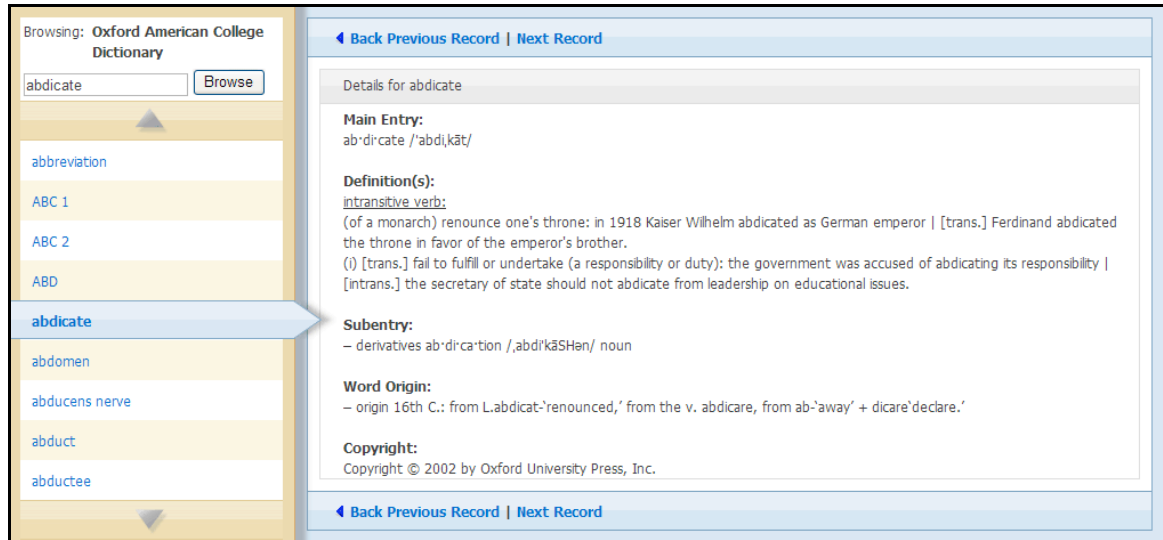 Browsing: Oxford American College
Dictionary
abdicate Browse
abbreviation
ABC 1
ABC 2
ABD
abdicate
abdomen
abducens nerve
abduct
abductee
Back Previous Record | Next Record
Details for abdicate
Main Entry:
ab·di·cate /'abdi,kāt/
Definition(s):
intransitive verb:
(of a monarch) renounce one's throne: in 1918 Kaiser Wilhelm abdicated as German emperor | [trans.] Ferdinand abdicated
the throne in favor of the emperor's brother.
(i) [trans.] fail to fulfill or undertake (a responsibility or duty): the government was accused of abdicating its responsibility |
[intrans.] the secretary of state should not abdicate from leadership on educational issues.
Subentry:
– derivatives ab·di·ca·tion /,abdi'kāSHən/ noun
Word Origin:
– origin 16th C.: from L.abdicat-‛renounced,’ from the v. abdicare, from ab-‛away’ + dicare‛declare.’
Copyright:
Copyright © 2002 by Oxford University Press, Inc.
Back Previous Record | Next Record